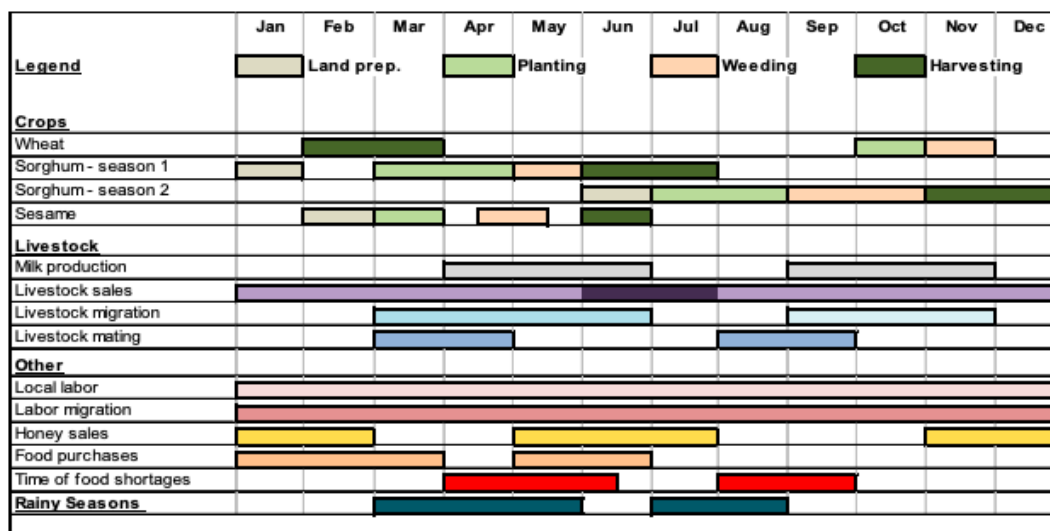 Jan Feb Mar Apr May Jun Jul Aug Sep Oct Nov Dec
Legend Land prep. Planting Weeding Harvesting
Crops
Wheat
Sorghum - season 1
Sorghum - season 2
Sesame
Livestock
Milk production
Livestock sales
Livestock migration
Livestock mating
Other
Local labor
Labor migration
Honey sales
Food purchases
Time of food shortages
Rainy Seasons